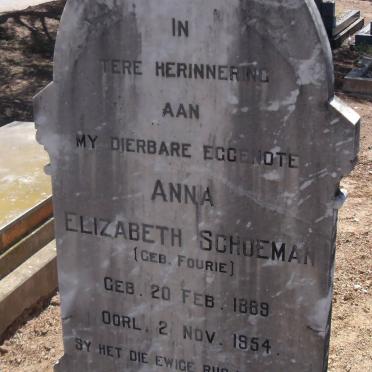 IN
TERE HERINNERING
AAN
MY DIERBARE EGGENOTE
ANNA
ELIZABETH SCHOEMAN
(GEB. FOURIE)
GEB. 20 FEB. 1889
OORL. 2 NOV. 1954.
SY HET DIE EWIGE